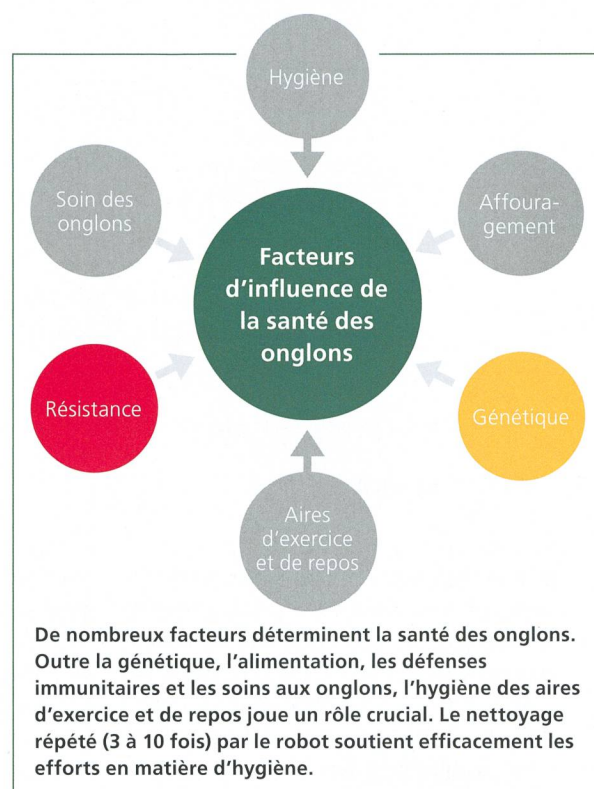 Hygiène
Soin des
onglons
Affoura-
gement
Facteurs
d'influence de
la santé des
onglons
Résistance
Génétique
Aires
d'exercice
et de repos
De nombreux facteurs déterminent la santé des onglons.
Outre la génétique, l'alimentation, les défenses
immunitaires et les soins aux onglons, l'hygiène des aires
d'exercice et de repos joue un rôle crucial. Le nettoyage
répété (3 à 10 fois) par le robot soutient efficacement les
efforts en matière d'hygiène.